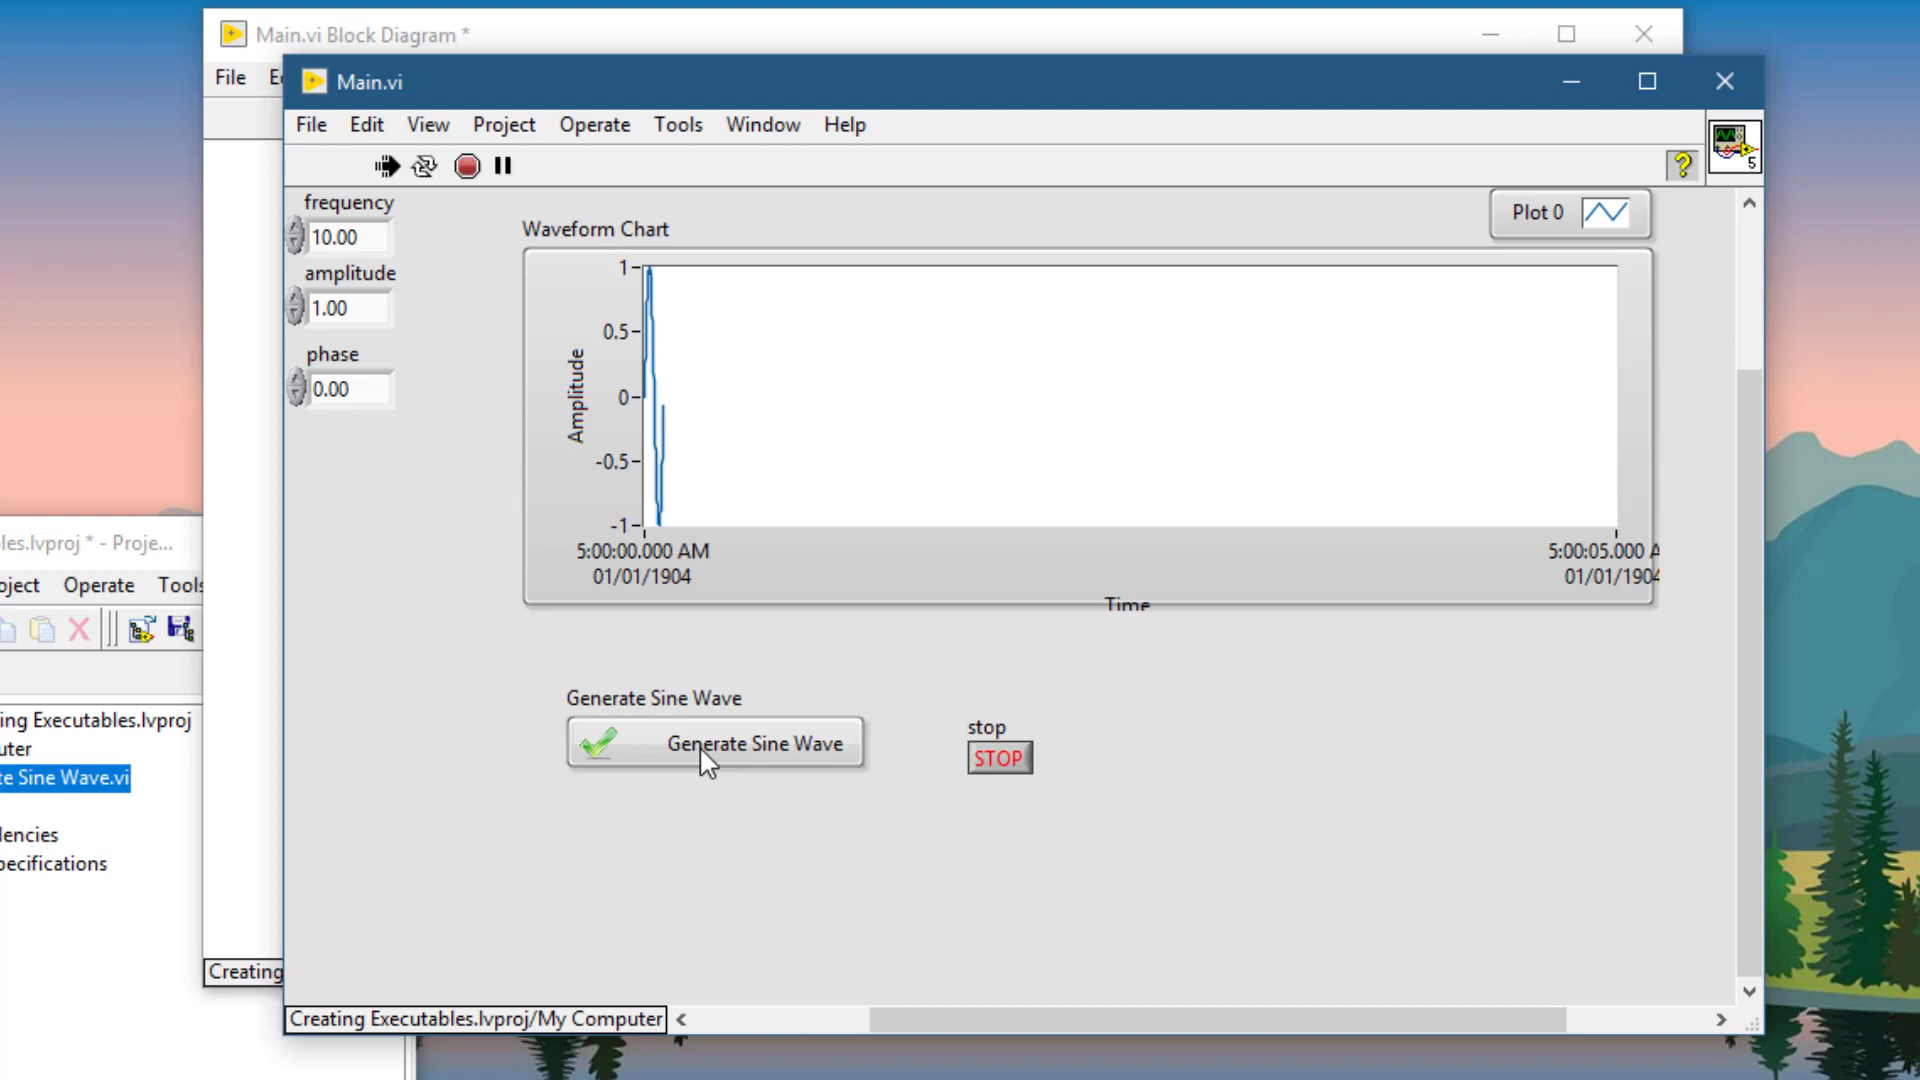 Main.vi Block Diagram *
File
Main.vi
File Edit View Project Operate Tools Window Help
5
frequency
10.00
amplitude
1.00
phase
0.00
Waveform Chart
Plot 0
1
0.5
0
-0.5
-1
Amplitude
5:00:00.000 AM
01/01/1904
5:00:05.000 A
01/01/1904
Time
Generate Sine Wave
Generate Sine Wave
stop
STOP
Creating Executables.lvproj/My Computer
Creating
les.lvproj * - Proje...
oject Operate Tools
ing Executables.lvproj
uter
te Sine Wave.vi
dencies
pecifications